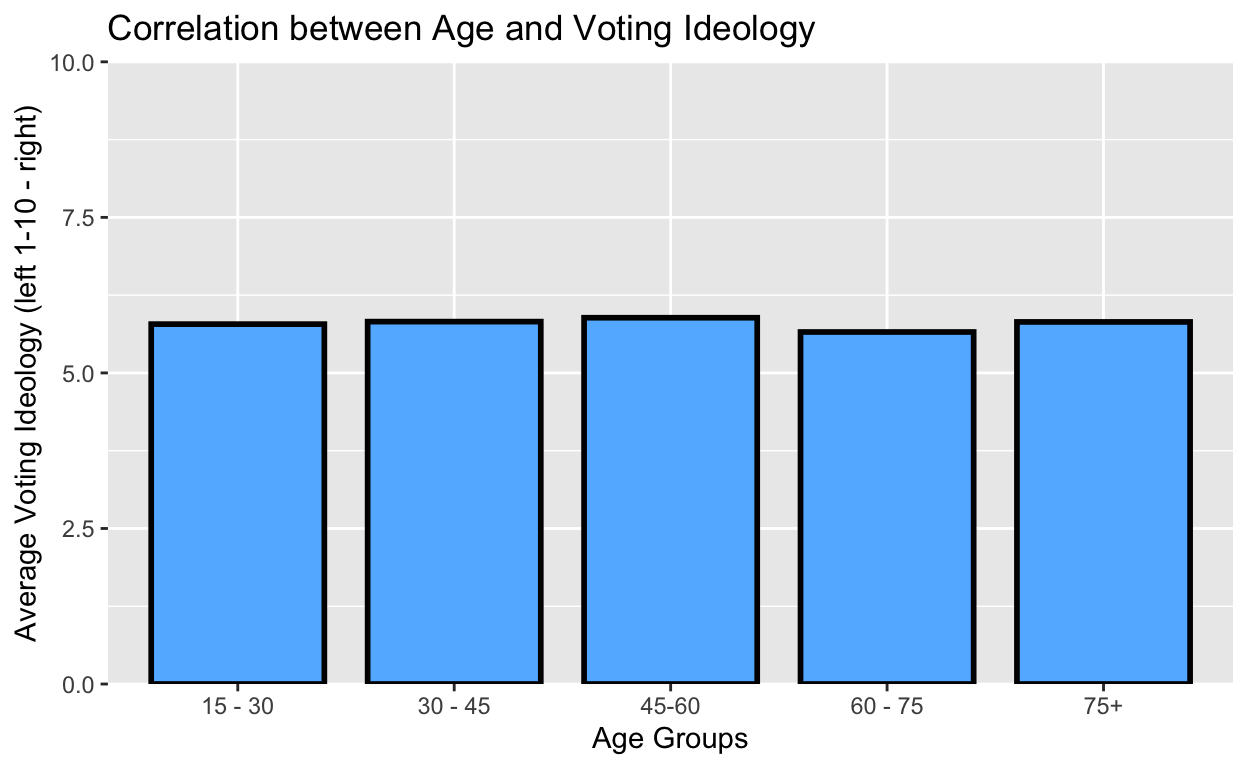 Correlation between Age and Voting Ideology
Average Voting Ideology (left 1-10 - right)
10.0
7.5
5.0
2.5
0.0
15 - 30
30 - 45
45-60
60 - 75
75+
Age Groups